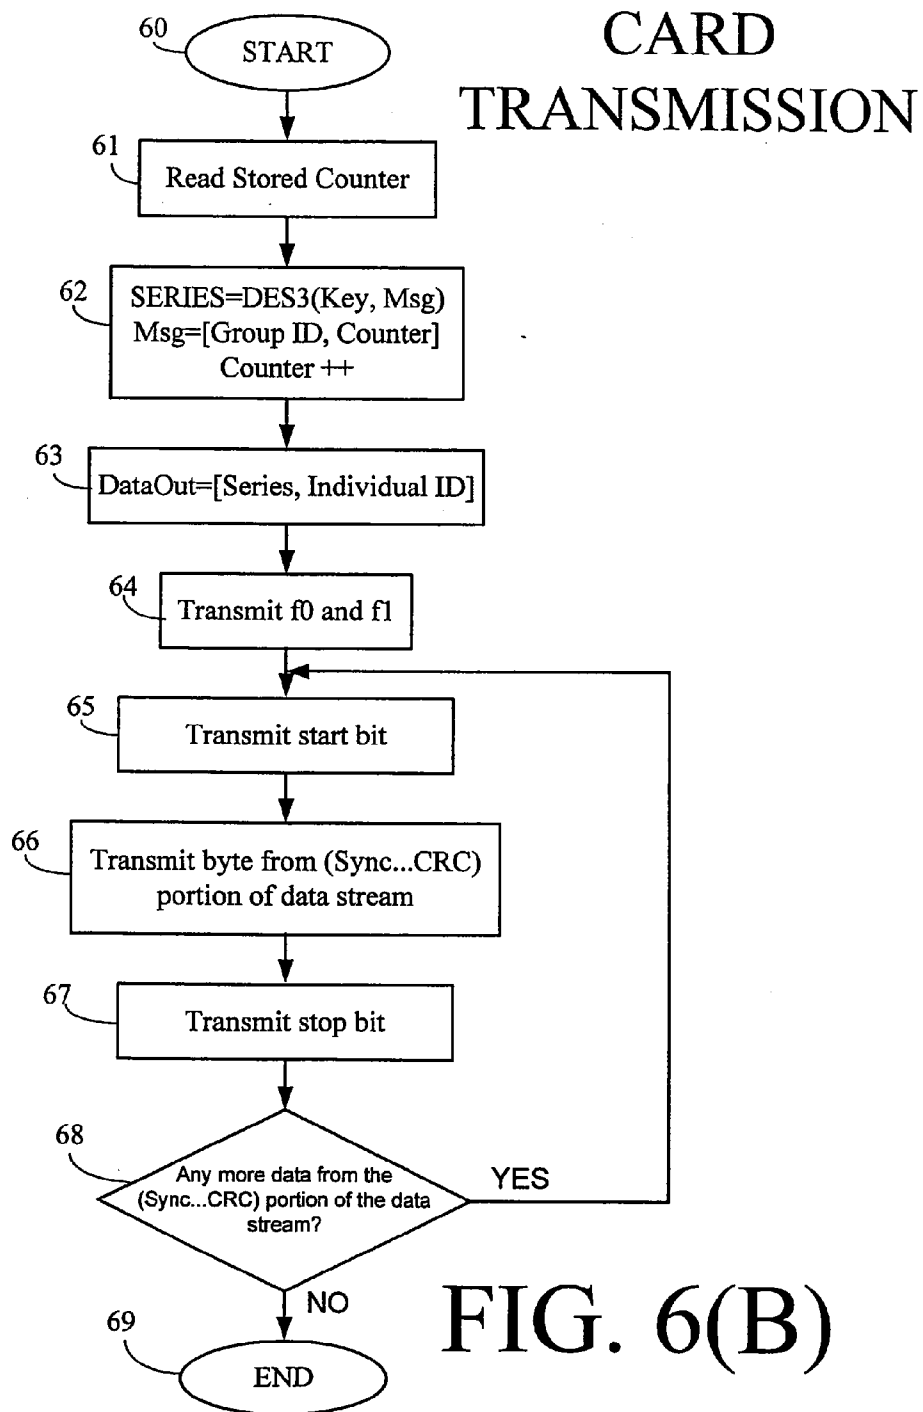 CARD
TRANSMISSION
60
START
61
Read Stored Counter
62
SERIES=DES3(Key, Msg)
Msg=[Group ID, Counter]
Counter ++
63
DataOut=[Series, Individual ID]
64
Transmit f0 and f1
65
Transmit start bit
66
Transmit byte from (Sync...CRC)
portion of data stream
67
Transmit stop bit
68
Any more data from the
(Sync...CRC) portion of the data
stream?
YES
NO
69
END
FIG. 6(B)